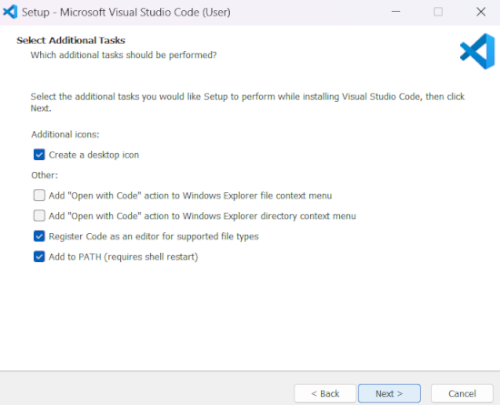 Setup - Microsoft Visual Studio Code (User)
Select Additional Tasks
Which additional tasks should be performed?
Select the additional tasks you would like Setup to perform while installing Visual Studio Code, then click
Next.
Additional icons:
Create a desktop icon
Other:
Add "Open with Code" action to Windows Explorer file context menu
Add "Open with Code" action to Windows Explorer directory context menu
Register Code as an editor for supported file types
Add to PATH (requires shell restart)
< Back Next > Cancel